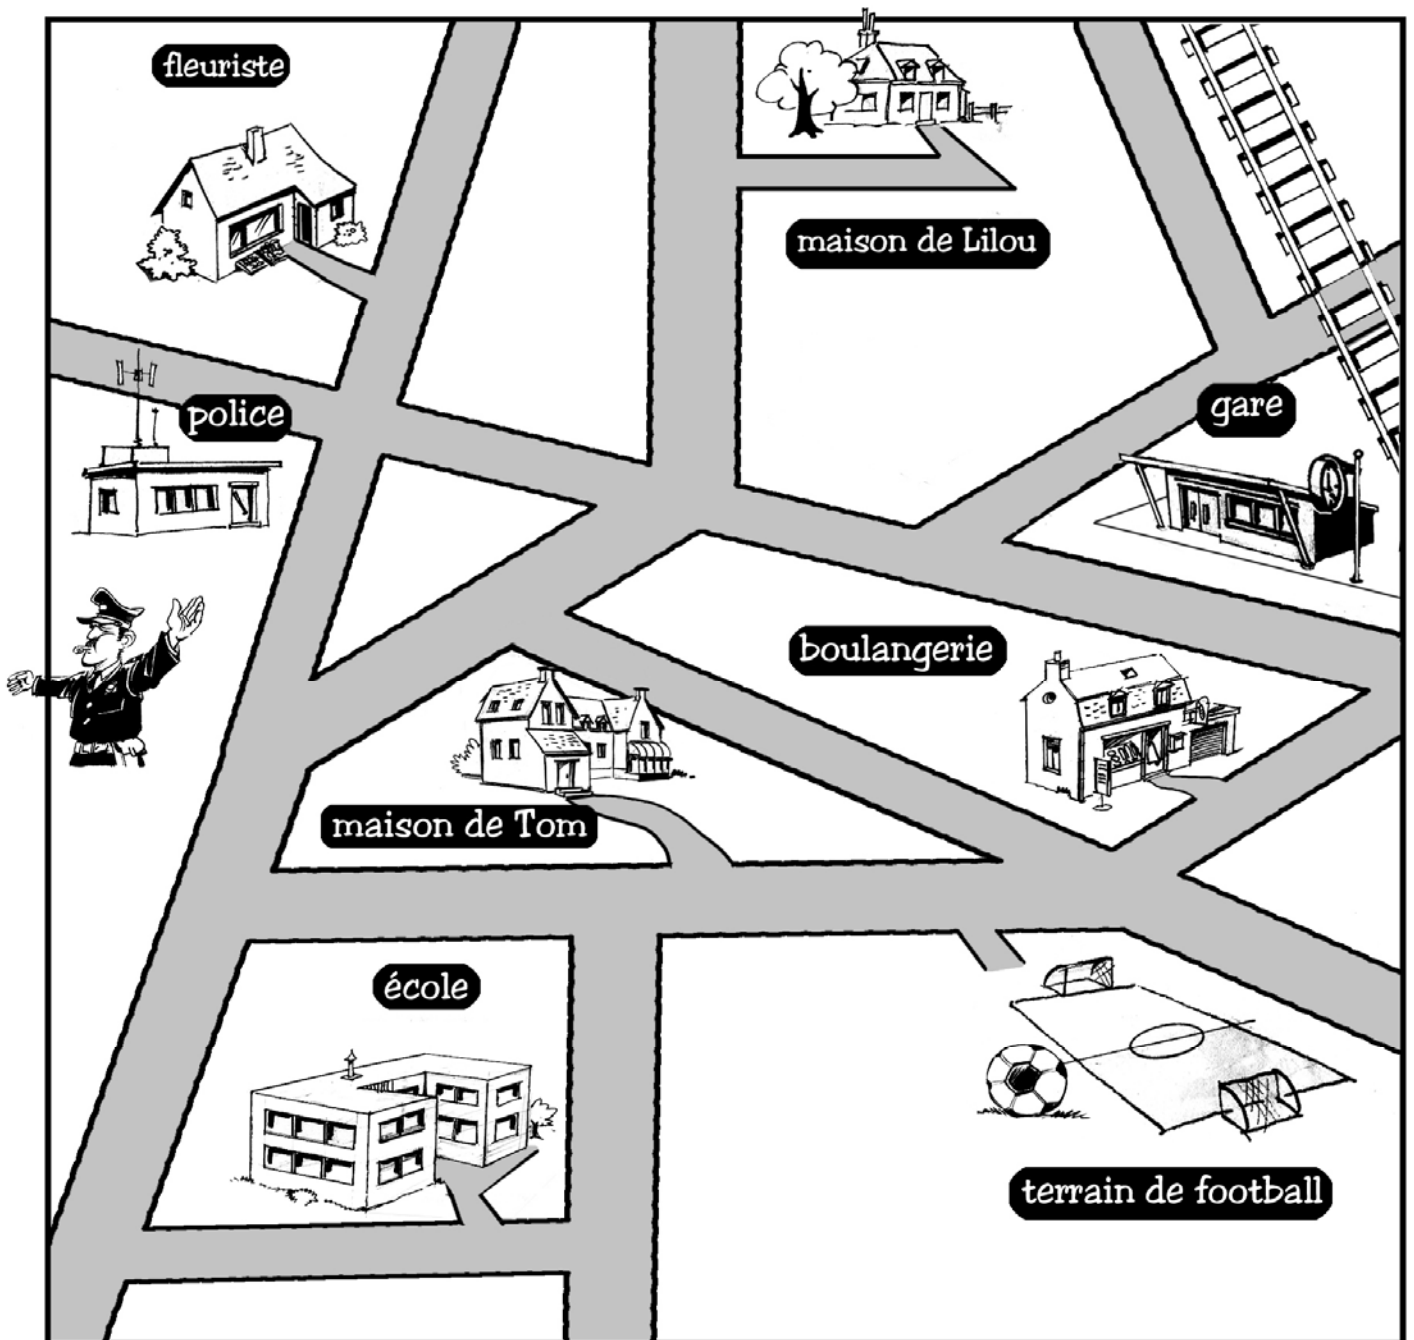 fleuriste
maison de Lilou
gare
police
boulangerie
maison de Tom
école
terrain de football